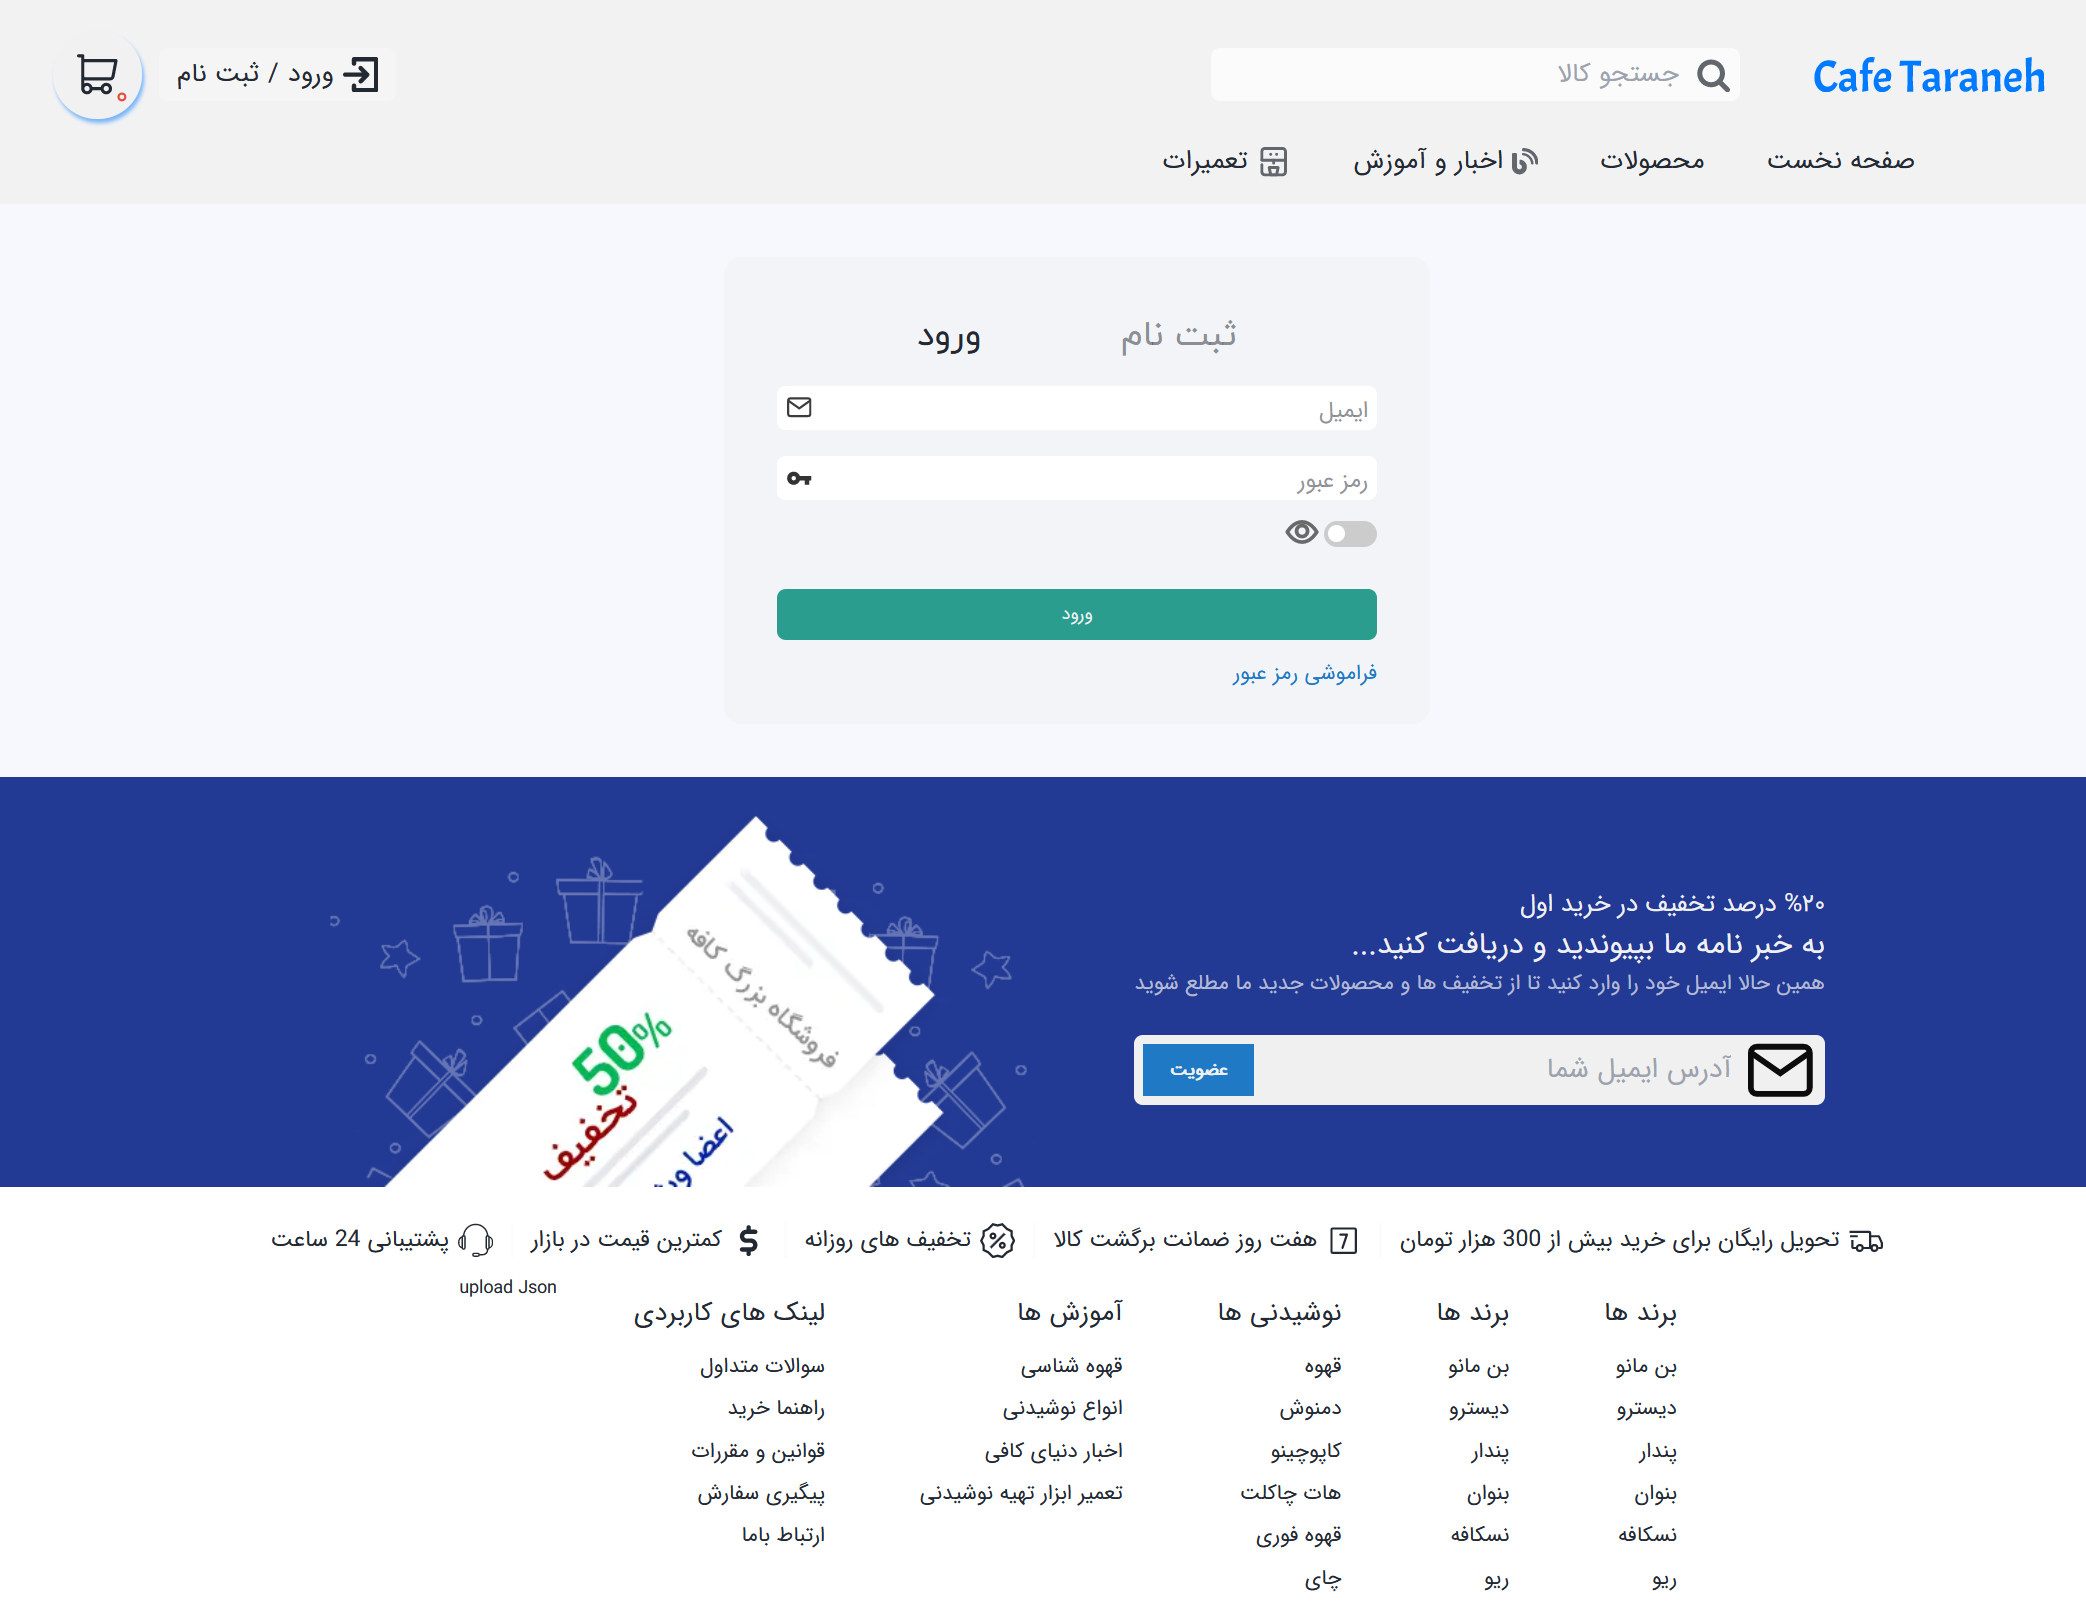 Cafe Taraneh
جستجو کالا
ورود / ثبت نام
صفحه نخست
محصولات
اخبار و آموزش
تعمیرات
ثبت نام
ورود
ایمیل
رمز عبور
ورود
فراموشی رمز عبور
%۲۰ درصد تخفیف در خرید اول
به خبر نامه ما بپیوندید و دریافت کنید...
همین حالا ایمیل خود را وارد کنید تا از تخفیف ها و محصولات جدید ما مطلع شوید
آدرس ایمیل شما
عضویت
فروشگاه بزرگ کافه
50%
تخفیف
اعضا
تحویل رایگان برای خرید بیش از 300 هزار تومان
7
هفت روز ضمانت برگشت کالا
تخفیف های روزانه
کمترین قیمت در بازار
پشتیبانی 24 ساعت
upload Json
برند ها
بن مانو
دیسترو
پندار
بنوان
نسکافه
ریو
برند ها
بن مانو
دیسترو
پندار
بنوان
نسکافه
ریو
نوشیدنی ها
قهوه
دمنوش
کاپوچینو
هات چاکلت
قهوه فوری
چای
آموزش ها
قهوه شناسی
انواع نوشیدنی
اخبار دنیای کافی
تعمیر ابزار تهیه نوشیدنی
لینک های کاربردی
سوالات متداول
راهنما خرید
قوانین و مقررات
پیگیری سفارش
ارتباط باما